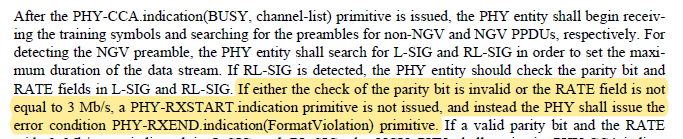 After the PHY-CCA.indication(BUSY, channel-list) primitive is issued, the PHY entity shall begin receiv-
ing the training symbols and searching for the preambles for non-NGV and NGV PPDUs, respectively. For
detecting the NGV preamble, the PHY entity shall search for L-SIG and RL-SIG in order to set the maxi-
mum duration of the data stream. If RL-SIG is detected, the PHY entity should check the parity bit and
RATE fields in L-SIG and RL-SIG. If either the check of the parity bit is invalid or the RATE field is not
equal to 3 Mb/s, a PHY-RXSTART.indication primitive is not issued, and instead the PHY shall issue the
error condition PHY-RXEND.indication(FormatViolation) primitive. If a valid parity bit and the RATE